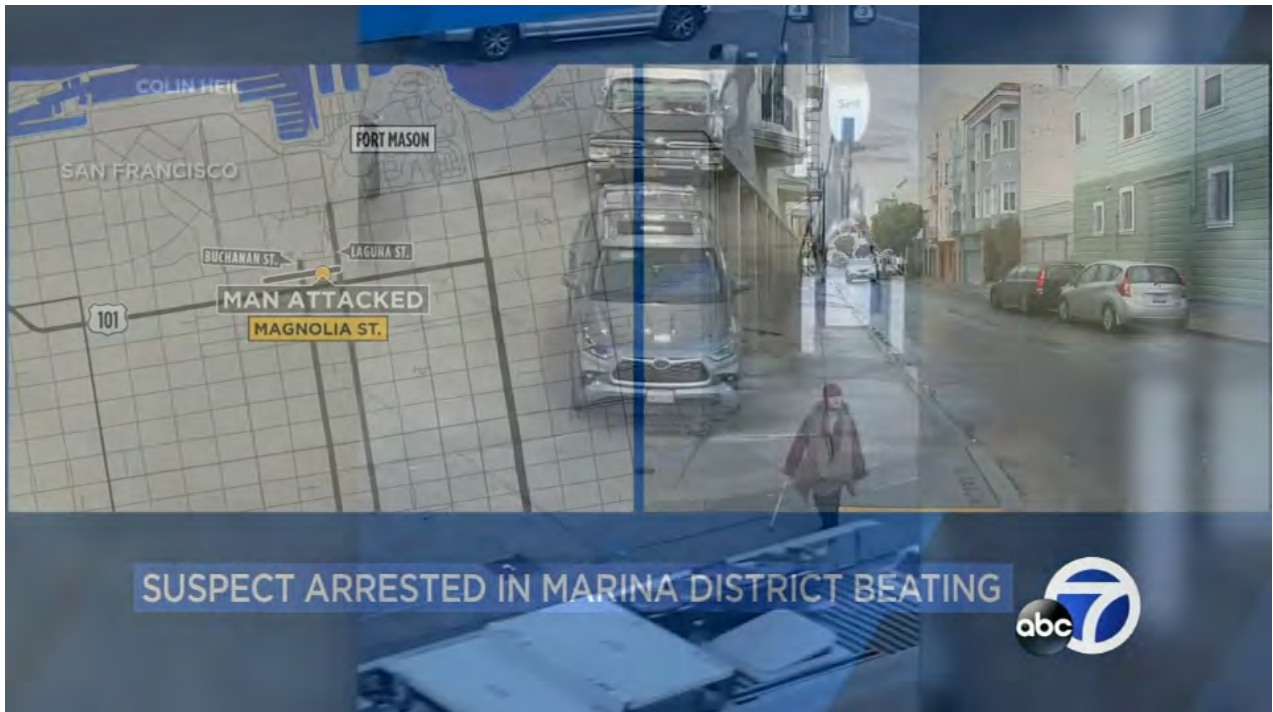 COLIN HEIL
SAN FRANCISCO
FORT MASON
BUCHANAN ST.
LAGUNA ST.
MAN ATTACKED
101
MAGNOLIA ST.
Shell
SUSPECT ARRESTED IN MARINA DISTRICT BEATING
abc 7